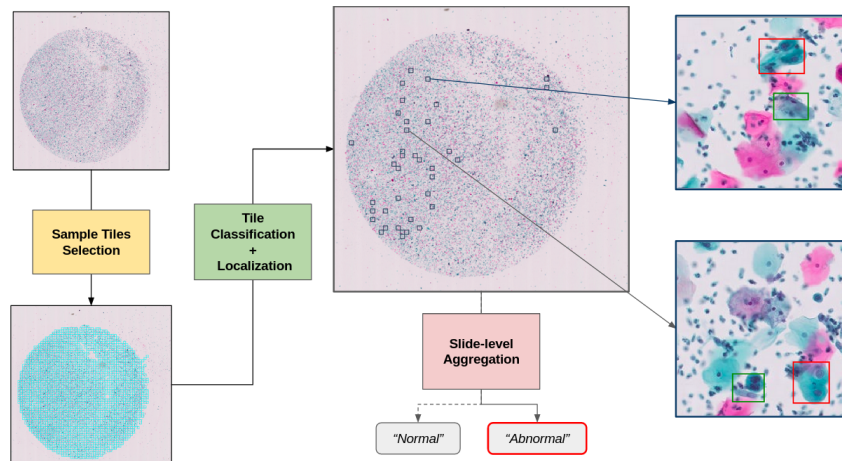 Sample Tiles
Selection
Tile
Classification
+
Localization
Slide-level
Aggregation
“Normal”
“Abnormal”